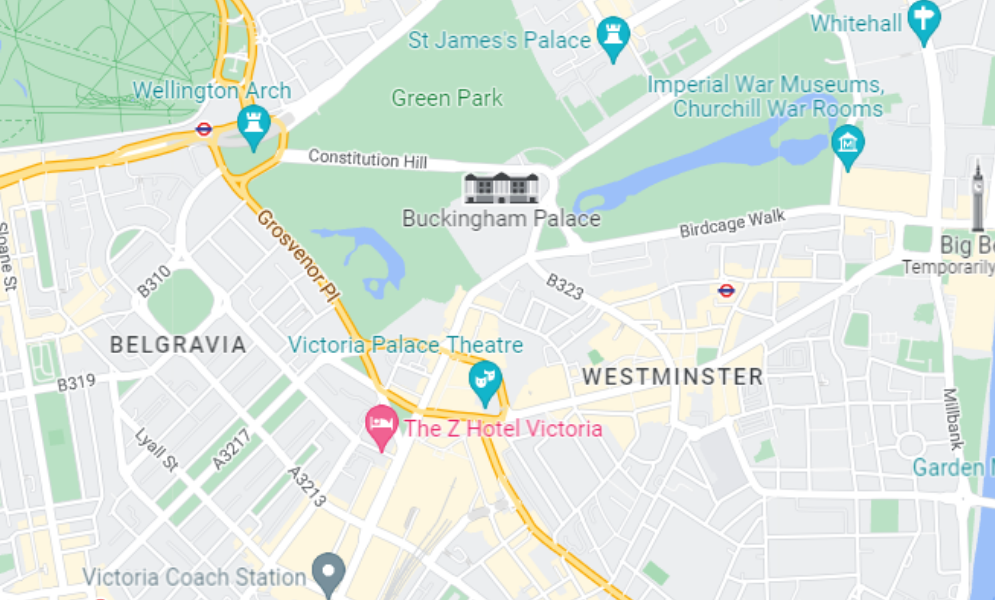 Whitehall
St James's Palace
Wellington Arch
Imperial War Museums,
Churchill War Rooms
Green Park
Constitution Hill
Buckingham Palace
Birdcage Walk
Sloane St
Grosvenor Pl
Big Be
Temporarily
B310
B323
BELGRAVIA
Victoria Palace Theatre
WESTMINSTER
B319
Millbank
The Z Hotel Victoria
Lyall St
A3217
A3213
Garden
Victoria Coach Station